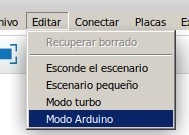 Editar Conectar Placas
Recuperar borrado
Esconde el escenario
Escenario pequeño
Modo turbo
Modo Arduino